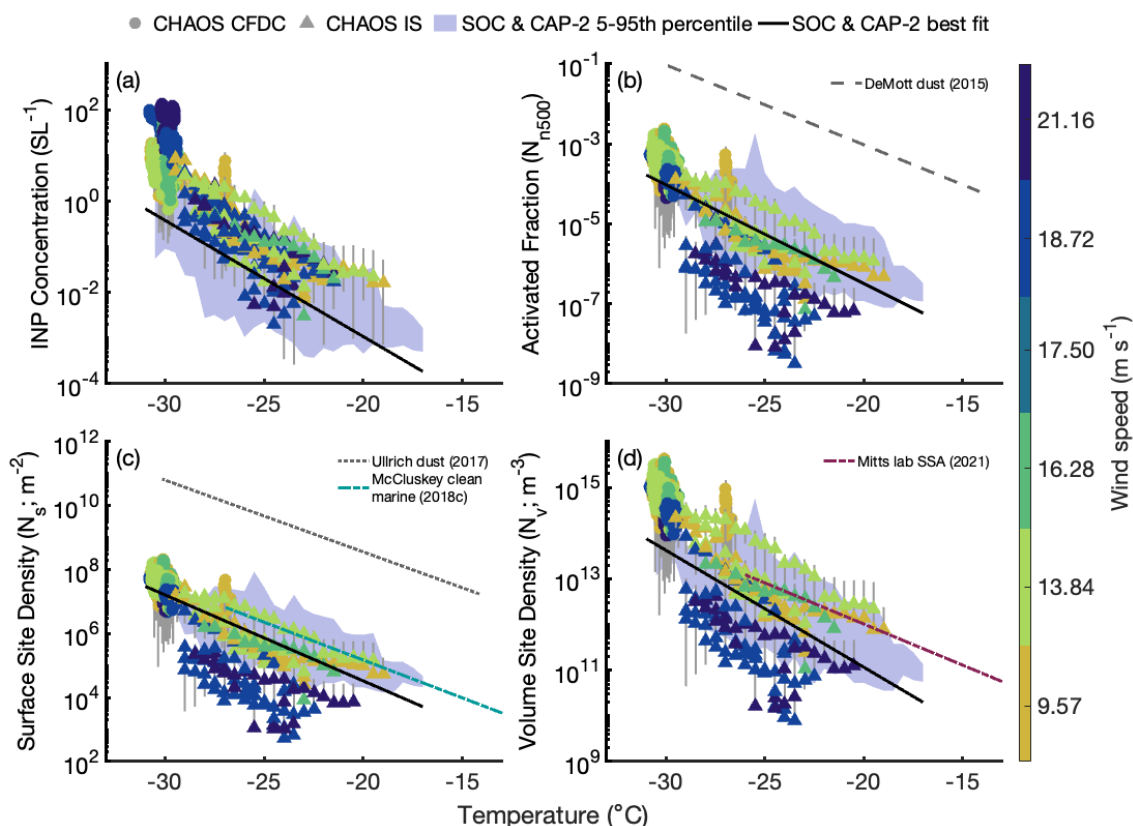 CHAOS CFDC CHAOS IS SOC & CAP-2 5-95th percentile SOC & CAP-2 best fit
(a)
INP Concentration (SL⁻¹)
10²
10⁰
10⁻²
10⁻⁴
-30 -25 -20 -15
(b)
DeMott dust (2015)
Activated Fraction (Nn500)
10⁻¹
10⁻³
10⁻⁵
10⁻⁷
10⁻⁹
-30 -25 -20 -15
(c)
Ullrich dust (2017)
McCluskey clean
marine (2018c)
Surface Site Density (Ns; m⁻²)
10¹²
10¹⁰
10⁸
10⁶
10⁴
10²
-30 -25 -20 -15
(d)
Mitts lab SSA (2021)
Volume Site Density (Nv; m⁻³)
10¹⁵
10¹³
10¹¹
10⁹
-30 -25 -20 -15
Temperature (°C)
21.16
18.72
17.50
16.28
13.84
9.57
Wind speed (m s⁻¹)